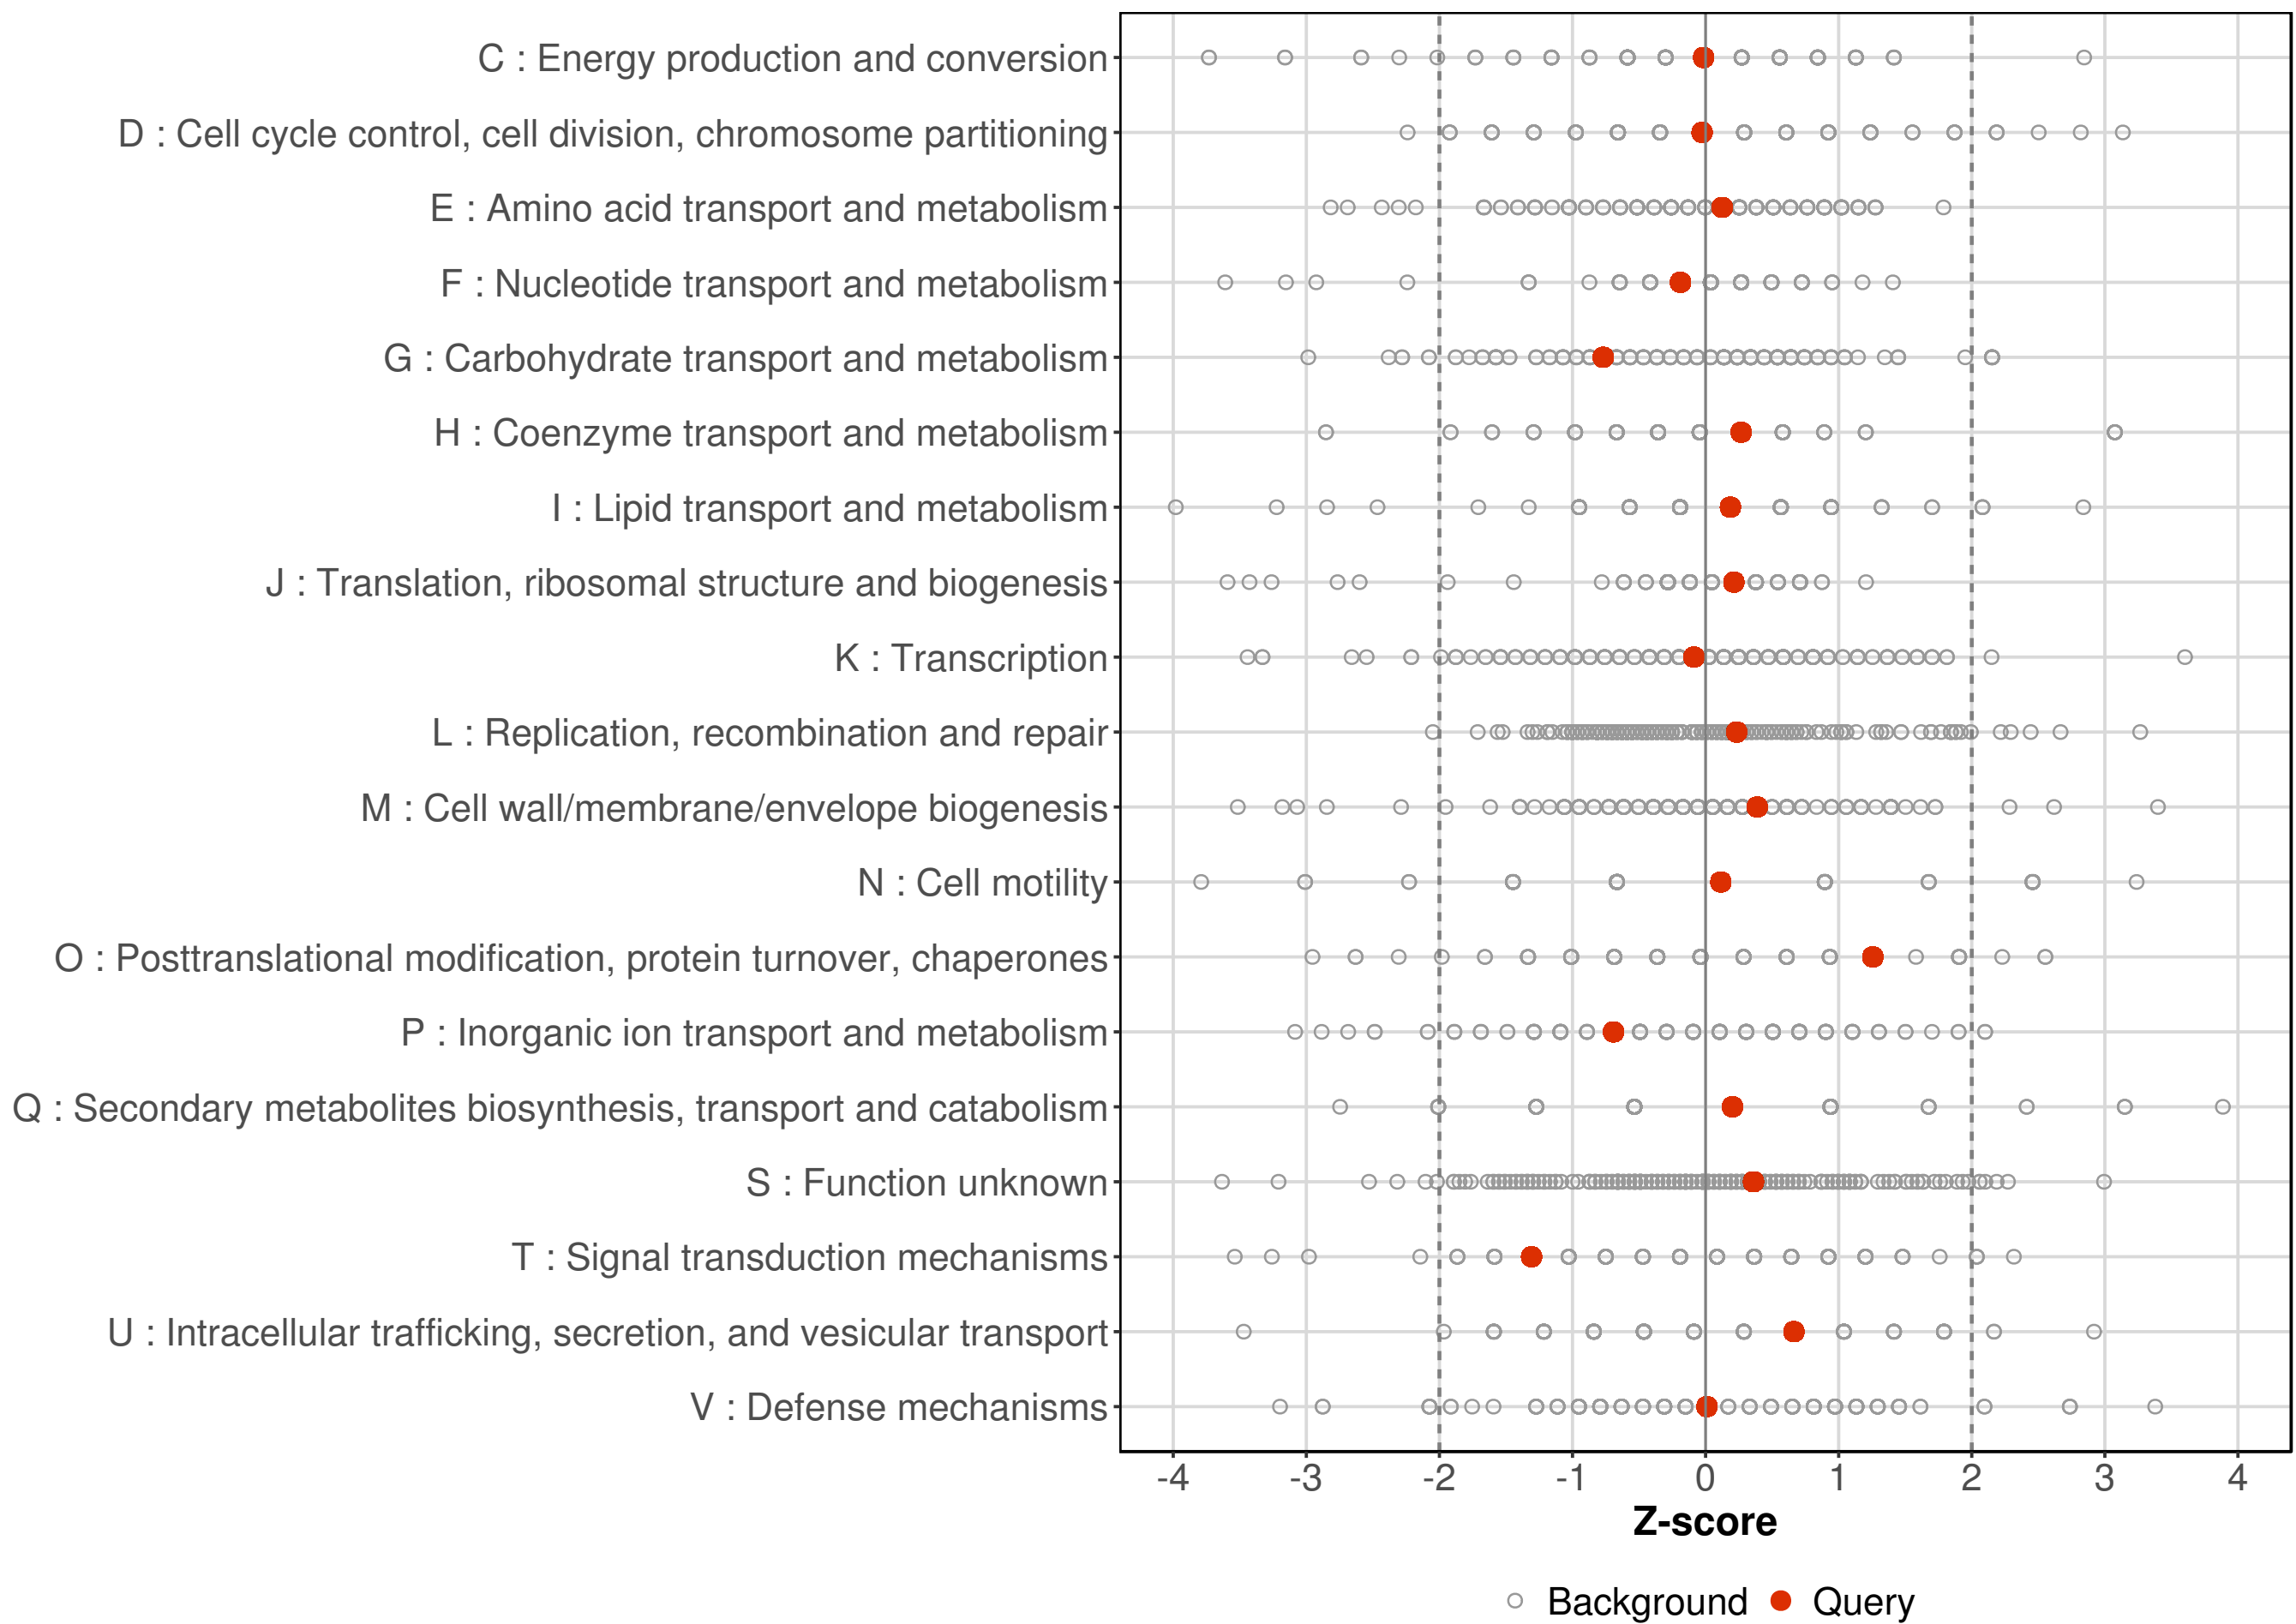 C : Energy production and conversion
D : Cell cycle control, cell division, chromosome partitioning
E : Amino acid transport and metabolism
F : Nucleotide transport and metabolism
G : Carbohydrate transport and metabolism
H : Coenzyme transport and metabolism
I : Lipid transport and metabolism
J : Translation, ribosomal structure and biogenesis
K : Transcription
L : Replication, recombination and repair
M : Cell wall/membrane/envelope biogenesis
N : Cell motility
O : Posttranslational modification, protein turnover, chaperones
P : Inorganic ion transport and metabolism
Q : Secondary metabolites biosynthesis, transport and catabolism
S : Function unknown
T : Signal transduction mechanisms
U : Intracellular trafficking, secretion, and vesicular transport
V : Defense mechanisms
-4 -3 -2 -1 0 1 2 3 4
Z-score
Background Query